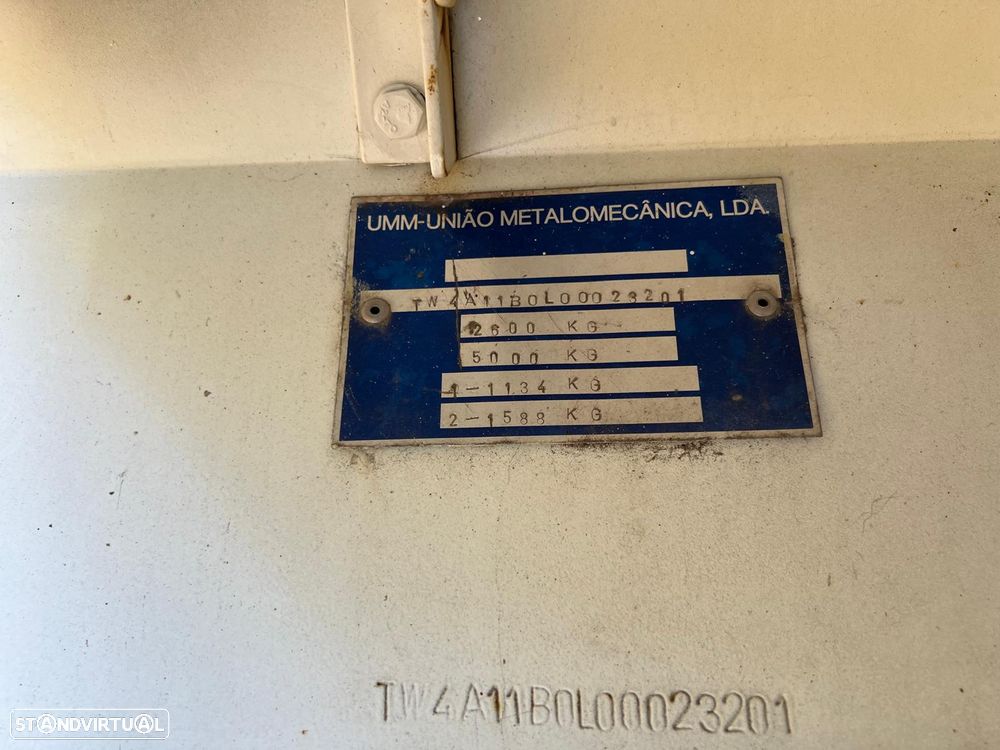 UMM-UNIÃO METALOMECÂNICA, LDA.
TW4A11B0L00023201
2600 KG
5000 KG
1-1134 KG
2-1588 KG
TW4A11B0L00023201
STANDVIRTUAL